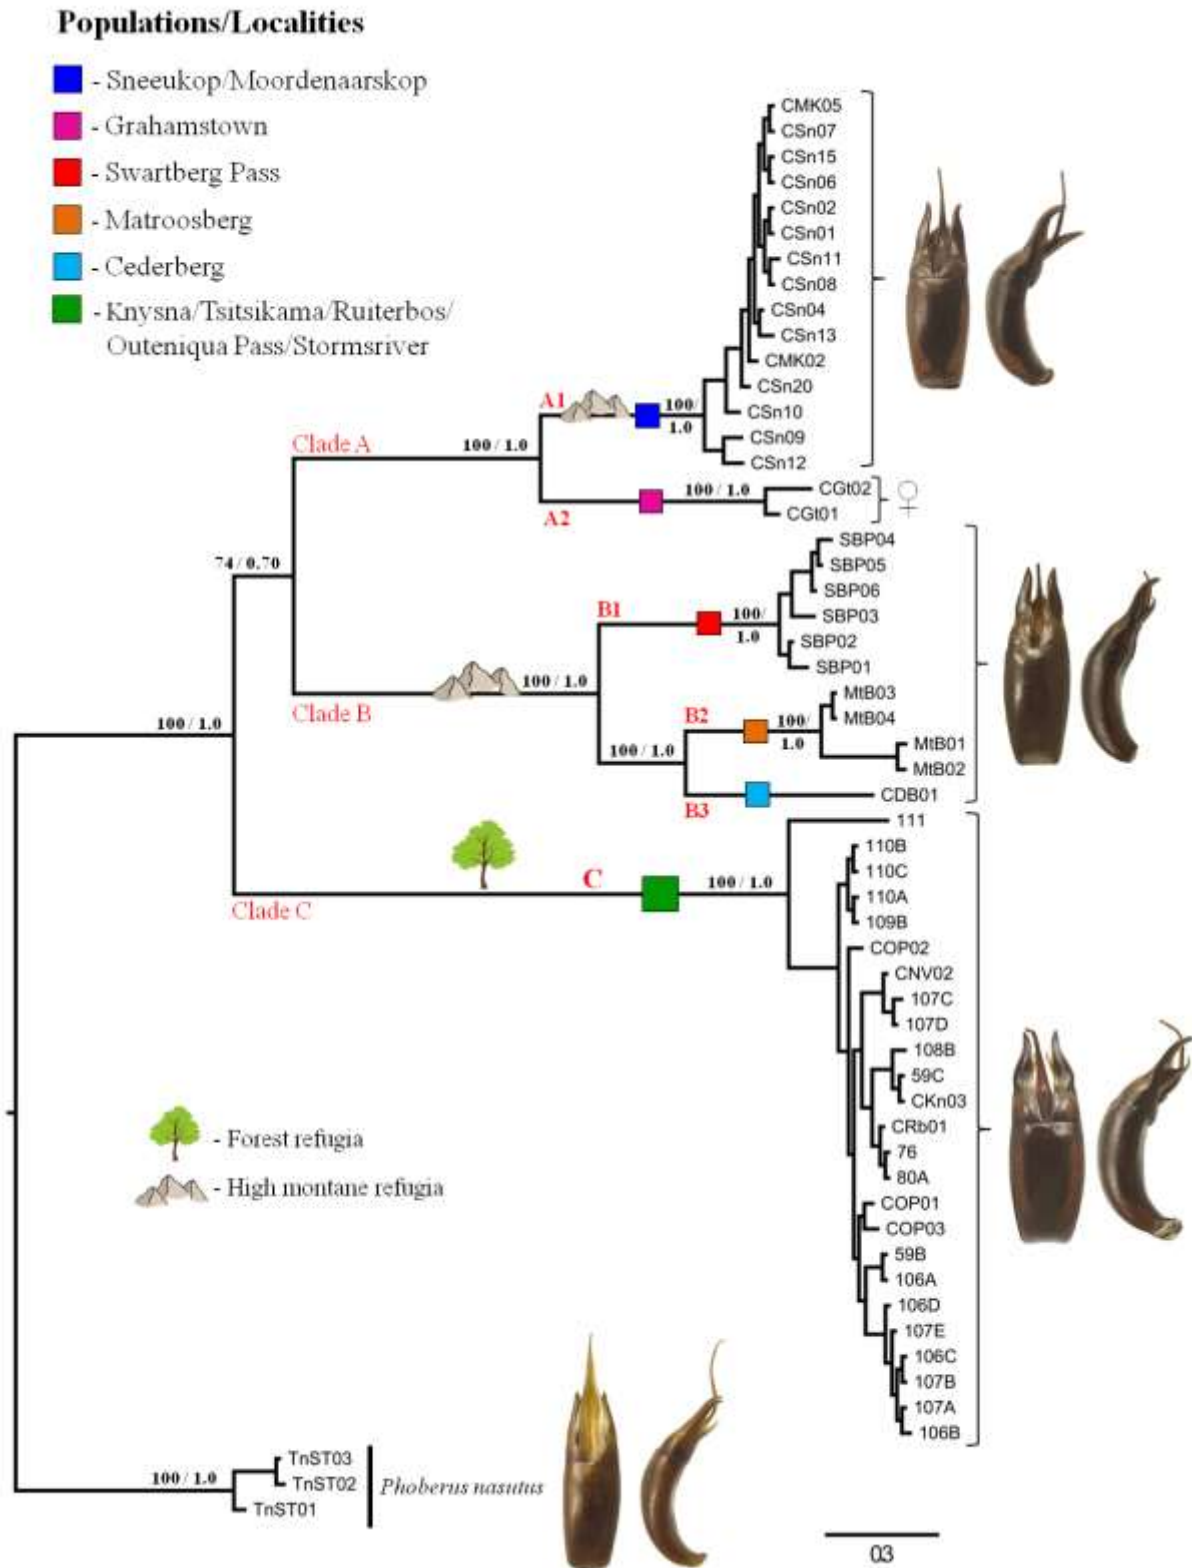 Populations/Localities
- Sneeukop/Moordenaarskop
- Grahamstown
- Swartberg Pass
- Matroosberg
- Cederberg
- Knysna/Tsitsikama/Ruiterbos/
Outeniqua Pass/Stormsriver
CMK05
CSn07
CSn15
CSn06
CSn02
CSn01
CSn11
CSn08
CSn04
CSn13
CMK02
CSn20
A1
100/
1.0
CSn10
CSn09
Clade A
100 / 1.0
CSn12
100 / 1.0
CGt02
♀
A2
CGt01
SBP04
74 / 0.70
SBP05
SBP06
B1
100/
1.0
SBP03
SBP02
SBP01
100 / 1.0
MtB03
Clade B
B2
100/
1.0
MtB04
100 / 1.0
MtB01
100 / 1.0
MtB02
CDB01
B3
111
110B
110C
C
100 / 1.0
110A
Clade C
109B
COP02
CNV02
107C
107D
108B
59C
CKn03
CRb01
- Forest refugia
76
80A
- High montane refugia
COP01
COP03
59B
106A
106D
107E
106C
107B
107A
106B
TnST03
100 / 1.0
TnST02
Phoberus nasutus
TnST01
03